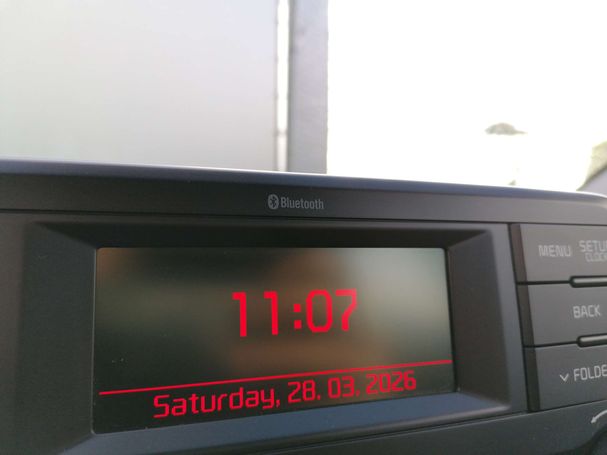 Bluetooth
11:07
Saturday, 28. 03. 2026
MENU
SETUP
CLOCK
BACK
FOLDER